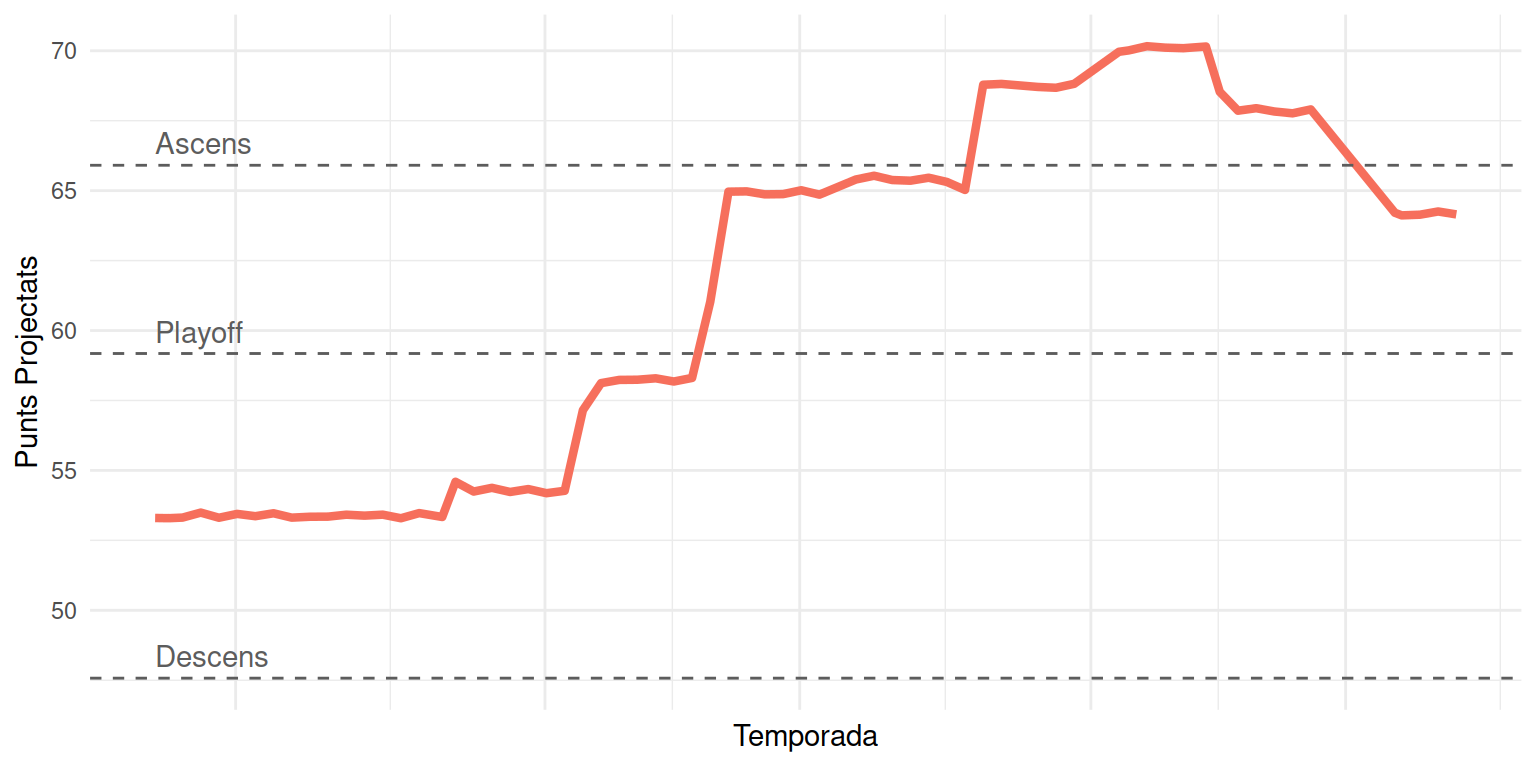 70
Ascens
65
Playoff
60
55
50
Descens
Punts Projectats
Temporada